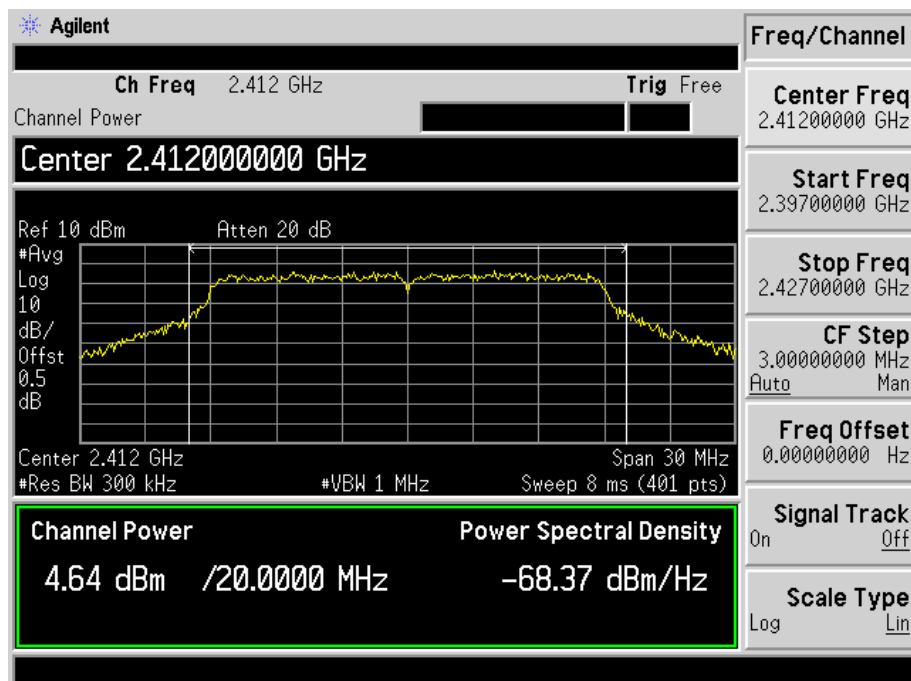 Agilent
Freq/Channel
Ch Freq 2.412 GHz Trig Free
Channel Power
Center 2.412000000 GHz
Ref 10 dBm Atten 20 dB
#Avg
Log
10
dB/
Offst
0.5
dB
Center 2.412 GHz Span 30 MHz
#Res BW 300 kHz #VBW 1 MHz Sweep 8 ms (401 pts)
Channel Power Power Spectral Density
4.64 dBm /20.0000 MHz -68.37 dBm/Hz
Center Freq
2.41200000 GHz
Start Freq
2.39700000 GHz
Stop Freq
2.42700000 GHz
CF Step
3.00000000 MHz
Auto Man
Freq Offset
0.00000000 Hz
Signal Track
On Off
Scale Type
Log Lin